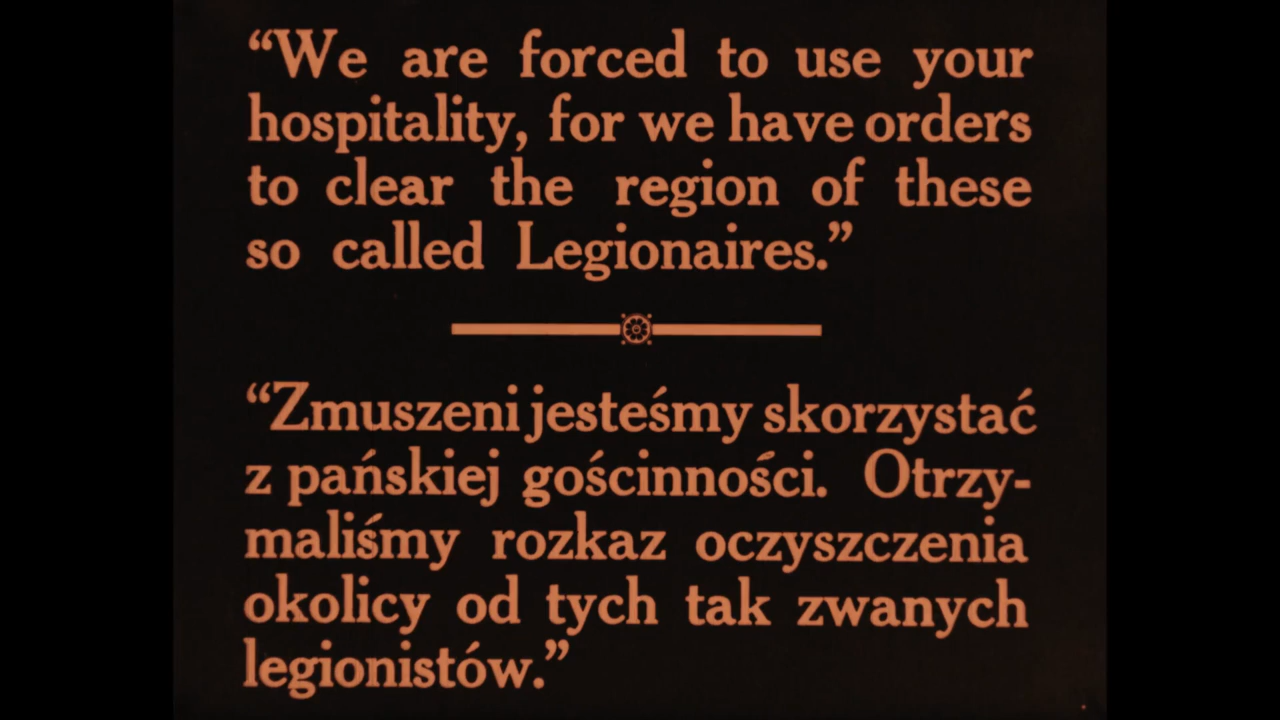 “We are forced to use your
hospitality, for we have orders
to clear the region of these
so called Legionaires.”
“Zmuszeni jesteśmy skorzystać
z pańskiej gościnności. Otrzy-
maliśmy rozkaz oczyszczenia
okolicy od tych tak zwanych
legionistów.”